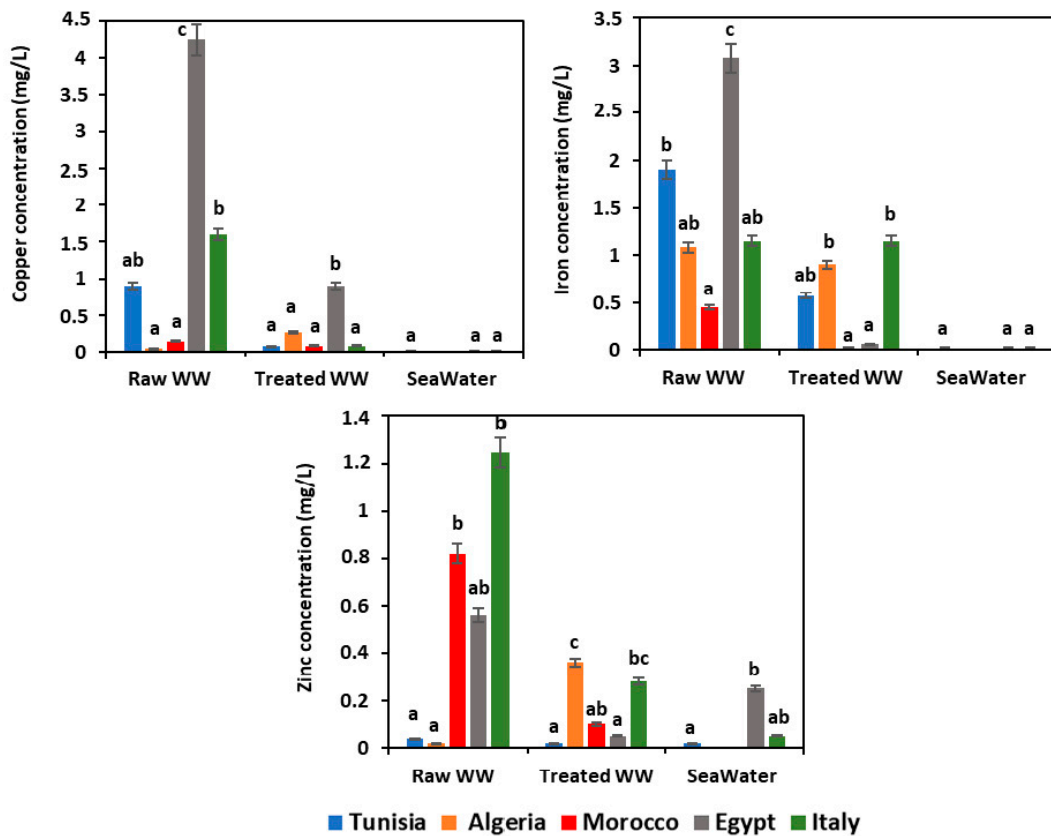 Copper concentration (mg/L)
4.5
4
3.5
3
2.5
2
1.5
1
0.5
0
ab
a
a
c
b
a
a
a
b
a
a
a
a
Raw WW
Treated WW
SeaWater
Iron concentration (mg/L)
3.5
3
2.5
2
1.5
1
0.5
0
b
ab
a
c
ab
ab
b
a
a
b
a
a
a
Raw WW
Treated WW
SeaWater
Zinc concentration (mg/L)
1.4
1.2
1
0.8
0.6
0.4
0.2
0
a
a
b
ab
b
a
c
ab
a
bc
a
b
ab
Raw WW
Treated WW
SeaWater
Tunisia
Algeria
Morocco
Egypt
Italy